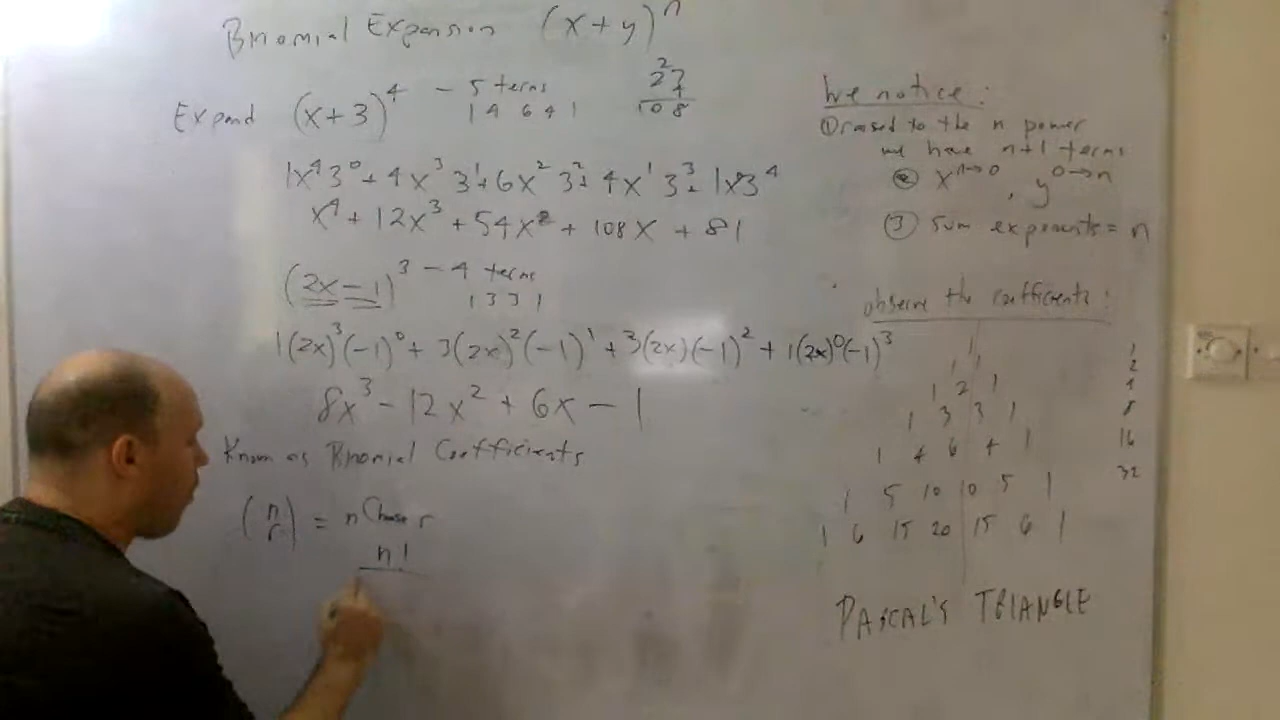 Binomial Expansion (x+y)^n
Expand (x+3)^4 - 5 terms
1 4 6 4 1
2
27
4
108
1x^4 3^0 + 4x^3 3^1 + 6x^2 3^2 + 4x^1 3^3 + 1x^0 3^4
x^4 + 12x^3 + 54x^2 + 108x + 81
(2x-1)^3 - 4 terms
1 3 3 1
1(2x)^3(-1)^0 + 3(2x)^2(-1)^1 + 3(2x)(-1)^2 + 1(2x)^0(-1)^3
8x^3 - 12x^2 + 6x - 1
Known as Binomial Coefficients
(n r) = n Choose r
n!
We notice:
① raised to the n power
we have n+1 terms
② x^n→0, y^0→n
③ sum exponents = n
observe the coefficients:
1 1
1 1 2
1 2 1 4
1 3 3 1 8
1 4 6 4 1 16
1 5 10 10 5 1 32
1 6 15 20 15 6 1
PASCAL'S TRIANGLE